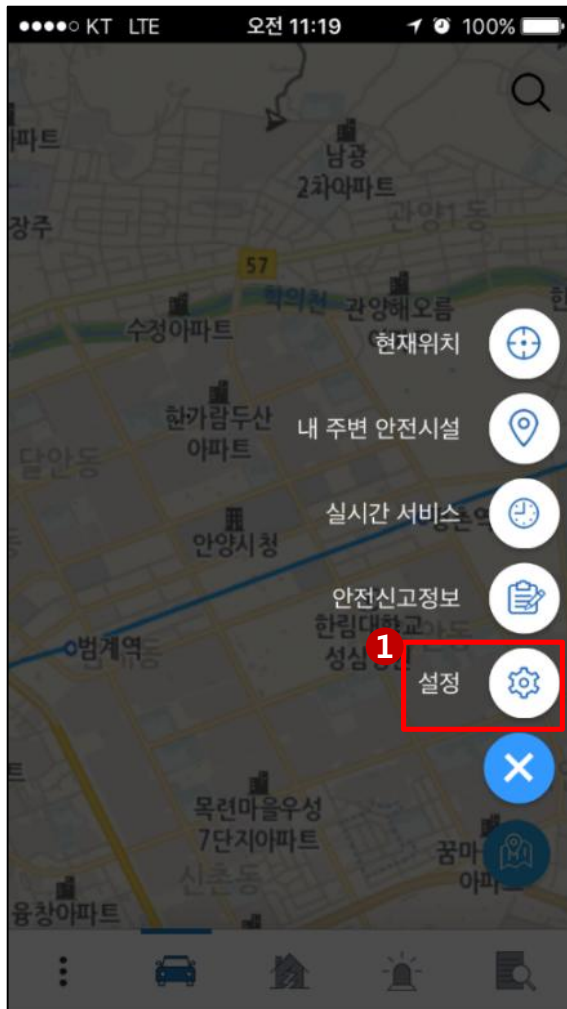 KT LTE 오전 11:19 100%
파트
남광
2차아파트
관양1동
장주
57
학의천
수정아파트
관양해오름
현재위치
한가람두산
아파트
내 주변 안전시설
달안동
실시간 서비스
안양시청
안전신고정보
한림대학교
성심병원
범계역
1
설정
목련마을우성
7단지아파트
꿈마
신촌동
융창아파트